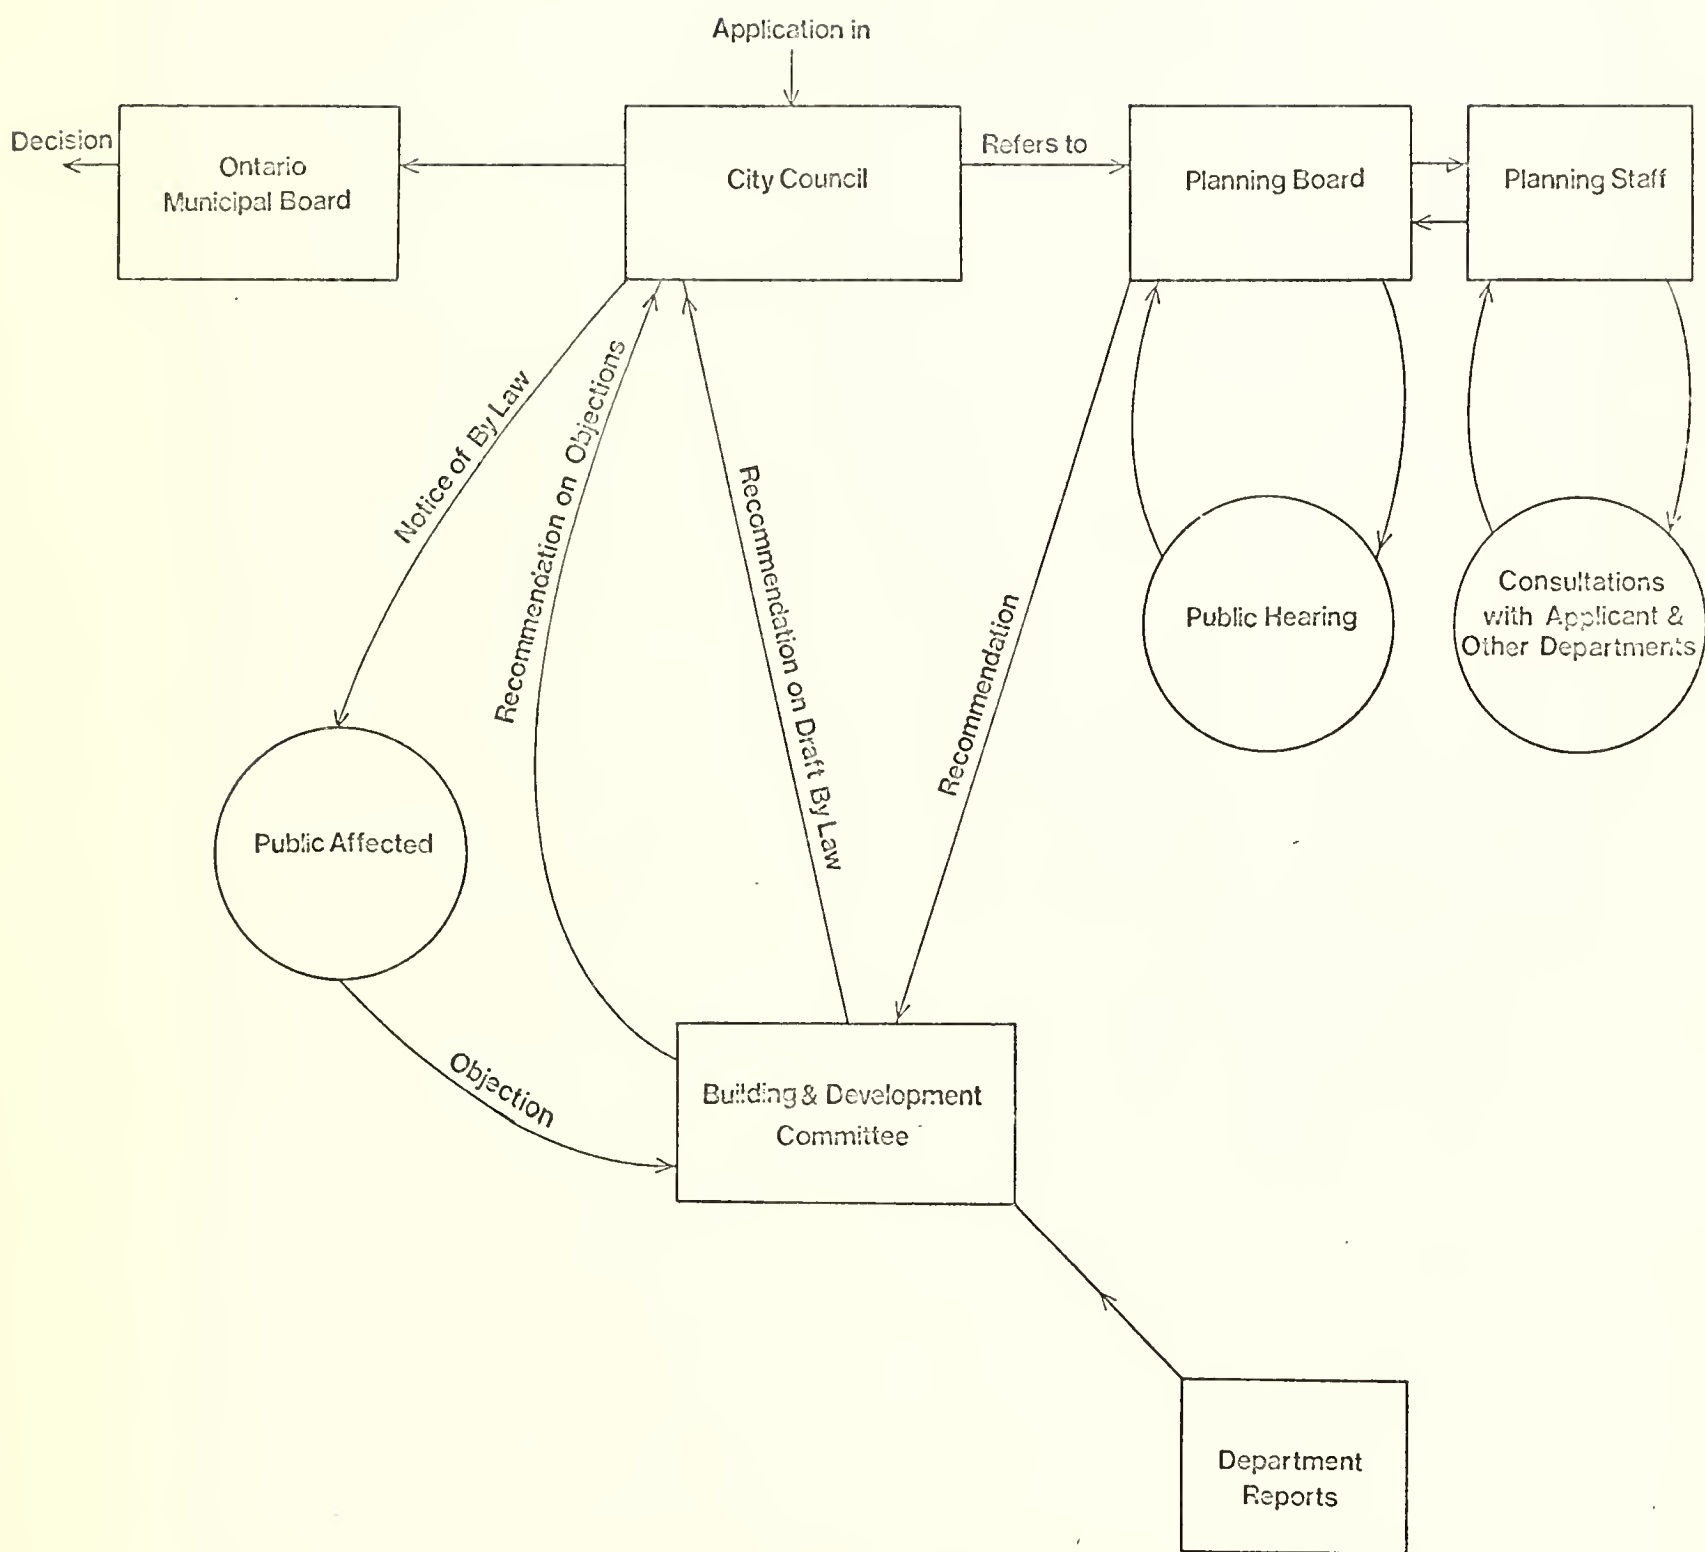 Application in
Decision
Ontario
Municipal Board
City Council
Refers to
Planning Board
Planning Staff
Notice of By Law
Recommendation on Objections
Recommendation on Draft By Law
Recommendation
Public Hearing
Consultations
with Applicant &
Other Departments
Public Affected
Objection
Building & Development
Committee
Department
Reports